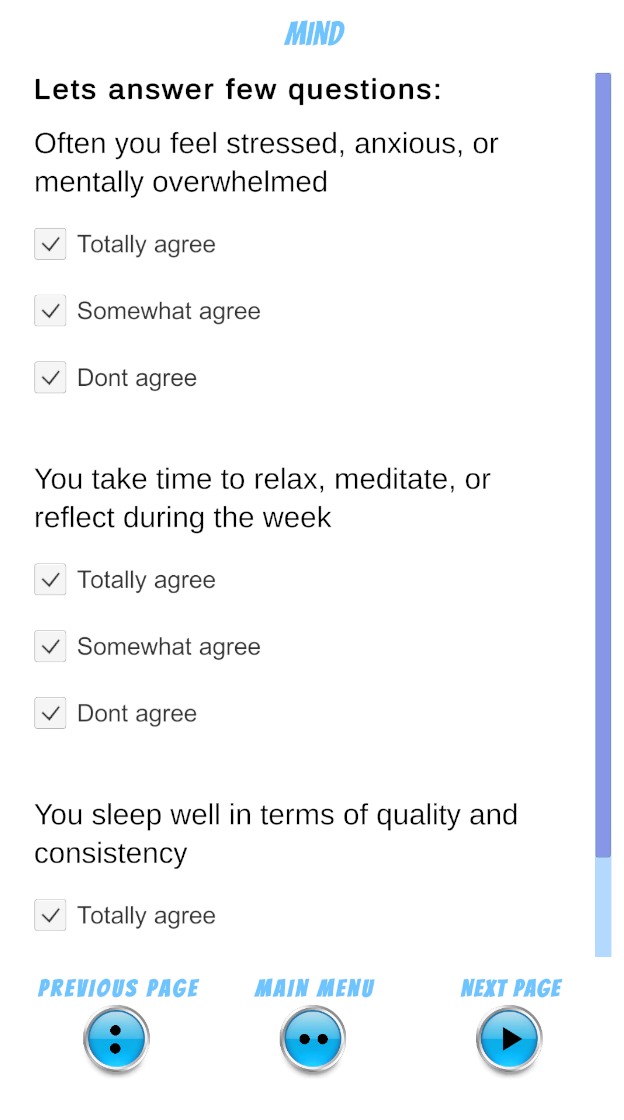 MIND
Lets answer few questions:
Often you feel stressed, anxious, or
mentally overwhelmed
Totally agree
Somewhat agree
Dont agree
You take time to relax, meditate, or
reflect during the week
Totally agree
Somewhat agree
Dont agree
You sleep well in terms of quality and
consistency
Totally agree
PREVIOUS PAGE MAIN MENU NEXT PAGE